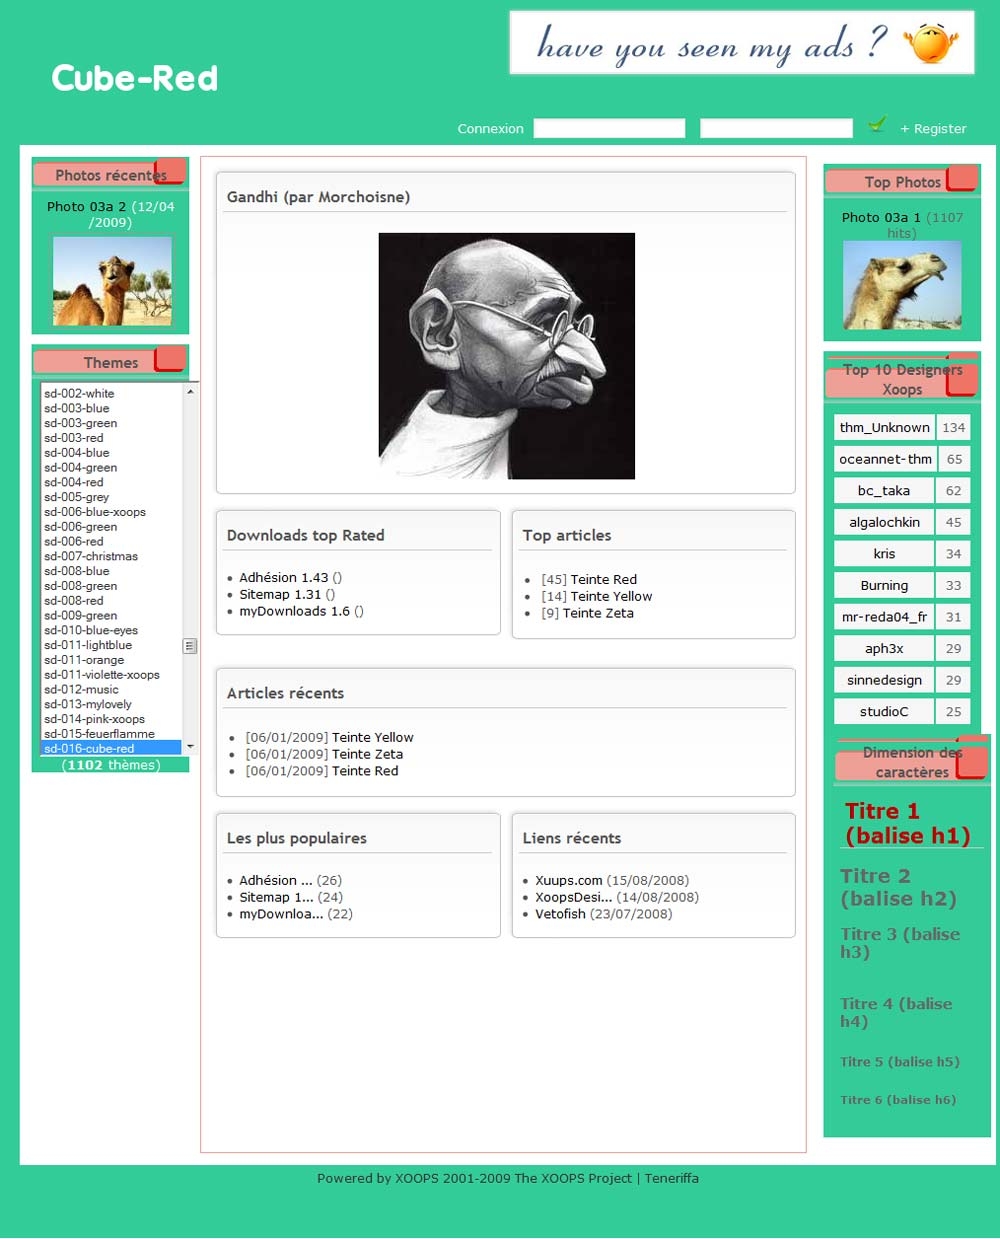 have you seen my ads ?
Cube-Red
Connexion
+ Register
Photos récentes
Photo 03a 2 (12/04
/2009)
Themes
sd-002-white
sd-003-blue
sd-003-green
sd-003-red
sd-004-blue
sd-004-green
sd-004-red
sd-005-grey
sd-006-blue-xoops
sd-006-green
sd-006-red
sd-007-christmas
sd-008-blue
sd-008-green
sd-008-red
sd-009-green
sd-010-blue-eyes
sd-011-lightblue
sd-011-orange
sd-011-violette-xoops
sd-012-music
sd-013-mylovely
sd-014-pink-xoops
sd-015-feuerflamme
sd-016-cube-red
(1102 thèmes)
Gandhi (par Morchoisne)
Downloads top Rated
Adhésion 1.43 ()
Sitemap 1.31 ()
myDownloads 1.6 ()
Top articles
[45] Teinte Red
[14] Teinte Yellow
[9] Teinte Zeta
Articles récents
[06/01/2009] Teinte Yellow
[06/01/2009] Teinte Zeta
[06/01/2009] Teinte Red
Les plus populaires
Adhésion ... (26)
Sitemap 1... (24)
myDownloa... (22)
Liens récents
Xuups.com (15/08/2008)
XoopsDesi... (14/08/2008)
Vetofish (23/07/2008)
Top Photos
Photo 03a 1 (1107
hits)
Top 10 Designers
Xoops
thm_Unknown 134
oceannet-thm 65
bc_taka 62
algalochkin 45
kris 34
Burning 33
mr-reda04_fr 31
aph3x 29
sinnedesign 29
studioC 25
Dimension des
caractères
Titre 1
(balise h1)
Titre 2
(balise h2)
Titre 3 (balise
h3)
Titre 4 (balise
h4)
Titre 5 (balise h5)
Titre 6 (balise h6)
Powered by XOOPS 2001-2009 The XOOPS Project | Teneriffa